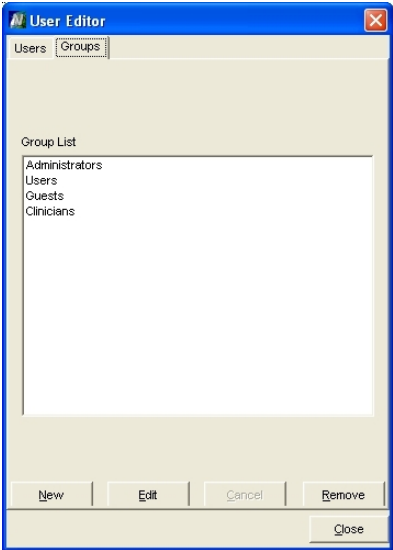 User Editor
Users Groups
Group List
Administrators
Users
Guests
Clinicians
New Edit Cancel Remove
Close